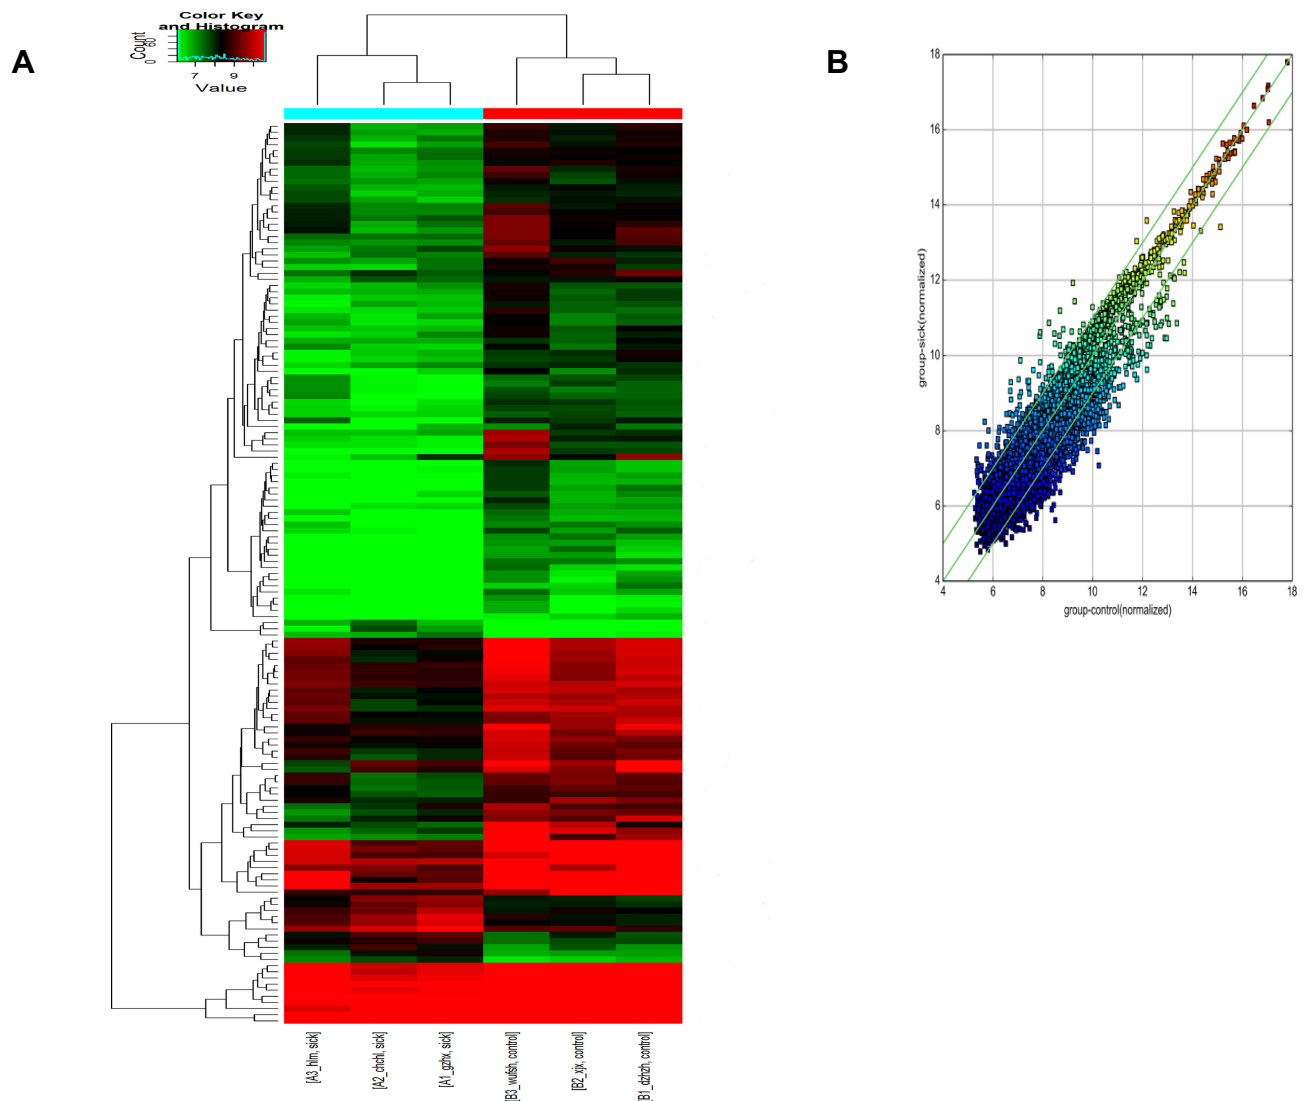 A
Color Key
and Histogram
Count
0 60
7 9
Value
[A3_hlm, sick]
[A2_chchl, sick]
[A1_gzhx, sick]
[B3_wufsh, control]
[B2_xjx, control]
[B1_dzhzh, control]
B
18
16
14
12
10
8
6
4
group-sick(normalized)
4 6 8 10 12 14 16 18
group-control(normalized)